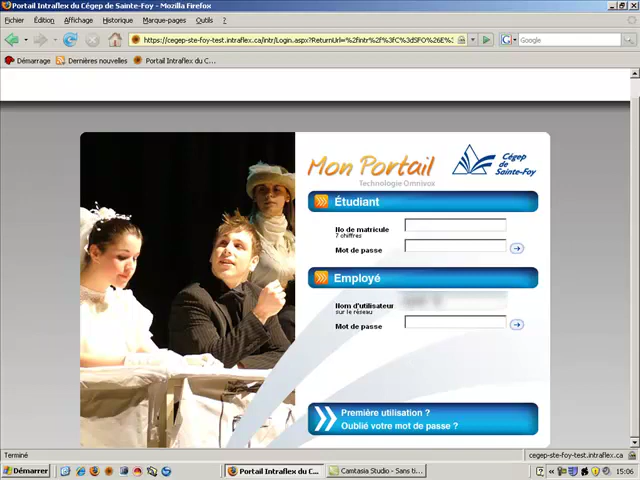 Portail Intraflex du Cégep de Sainte-Foy - Mozilla Firefox
Fichier Édition Affichage Historique Marque-pages Outils ?
https://cegep-ste-foy-test.intraflex.ca/intr/Login.aspx?ReturnUrl=%2fintr%2f%3fC%3dSFO%26E%3
Google
Démarrage Dernières nouvelles Portail Intraflex du C...
Mon Portail
Technologie Omnivox
Cégep
de
Sainte-Foy
Étudiant
No de matricule
7 chiffres
Mot de passe
Employé
Nom d'utilisateur
sur le réseau
Mot de passe
Première utilisation ?
Oublié votre mot de passe ?
Terminé
cegep-ste-foy-test.intraflex.ca
Démarrer
Portail Intraflex du C...
Camtasia Studio - Sans ti...
15:06